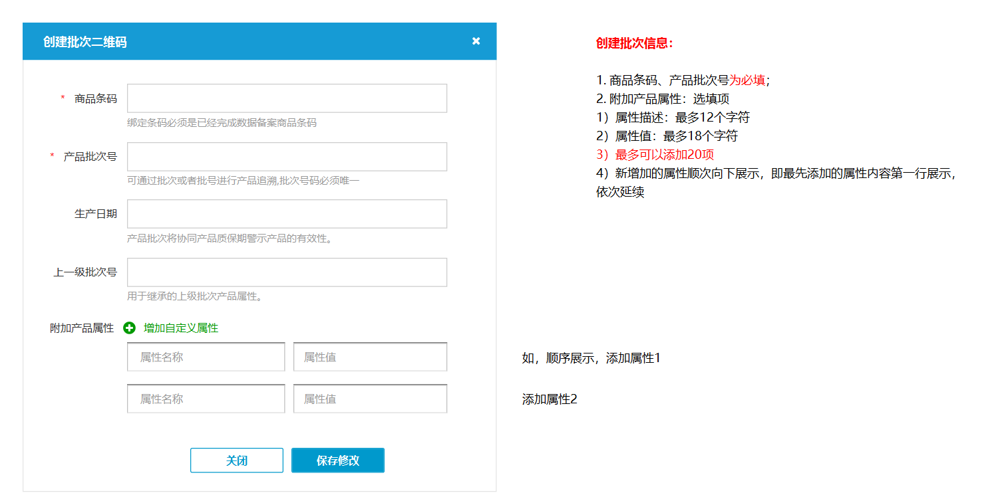 创建批次二维码
* 商品条码
绑定条码必须是已经完成数据备案商品条码
* 产品批次号
可通过批次或者批号进行产品追溯,批次号码必须唯一
生产日期
产品批次将协同产品质保期警示产品的有效性。
上一级批次号
用于继承的上级批次产品属性。
附加产品属性 增加自定义属性
属性名称 属性值
属性名称 属性值
关闭 保存修改
创建批次信息：
1. 商品条码、产品批次号为必填；
2. 附加产品属性：选填项
1）属性描述：最多12个字符
2）属性值：最多18个字符
3）最多可以添加20项
4）新增加的属性顺次向下展示，即最先添加的属性内容第一行展示，
依次延续
如，顺序展示，添加属性1
添加属性2